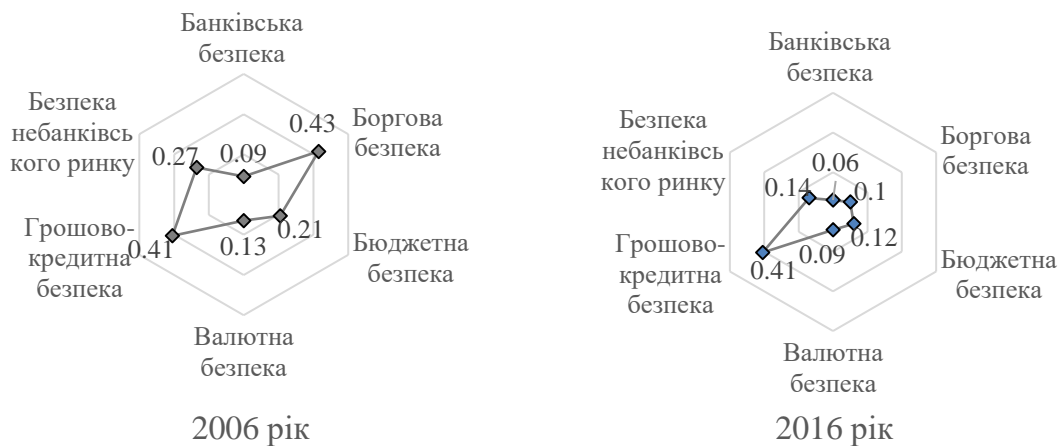 Банківська
безпека
Боргова
безпека
Бюджетна
безпека
Валютна
безпека
Грошово-
кредитна
безпека
Безпека
небанківсь
кого ринку
0.09
0.43
0.21
0.13
0.41
0.27
2006 рік
Банківська
безпека
Боргова
безпека
Бюджетна
безпека
Валютна
безпека
Грошово-
кредитна
безпека
Безпека
небанківсь
кого ринку
0.06
0.1
0.12
0.09
0.41
0.14
2016 рік